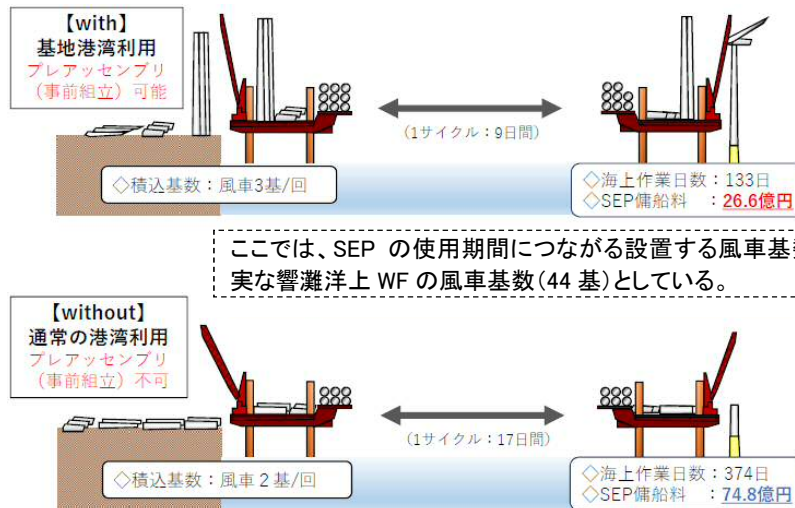 【with】
基地港湾利用
プレアッセンブリ
（事前組立）可能
(1サイクル：9日間)
◇積込基数：風車3基/回
◇海上作業日数：133日
◇SEP傭船料　：26.6億円
ここでは、SEP の使用期間につながる設置する風車基
実な響灘洋上 WF の風車基数（44 基）としている。
【without】
通常の港湾利用
プレアッセンブリ
（事前組立）不可
(1サイクル：17日間)
◇積込基数：風車２基/回
◇海上作業日数：374日
◇SEP傭船料　：74.8億円